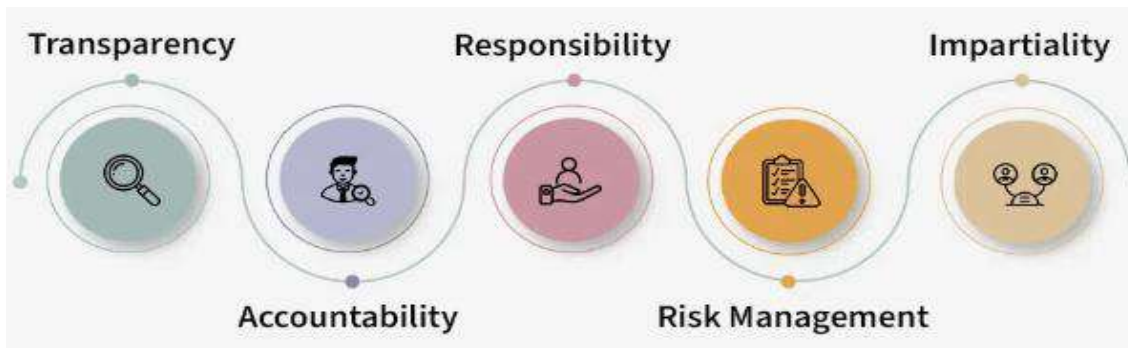 Transparency
Accountability
Responsibility
Risk Management
Impartiality